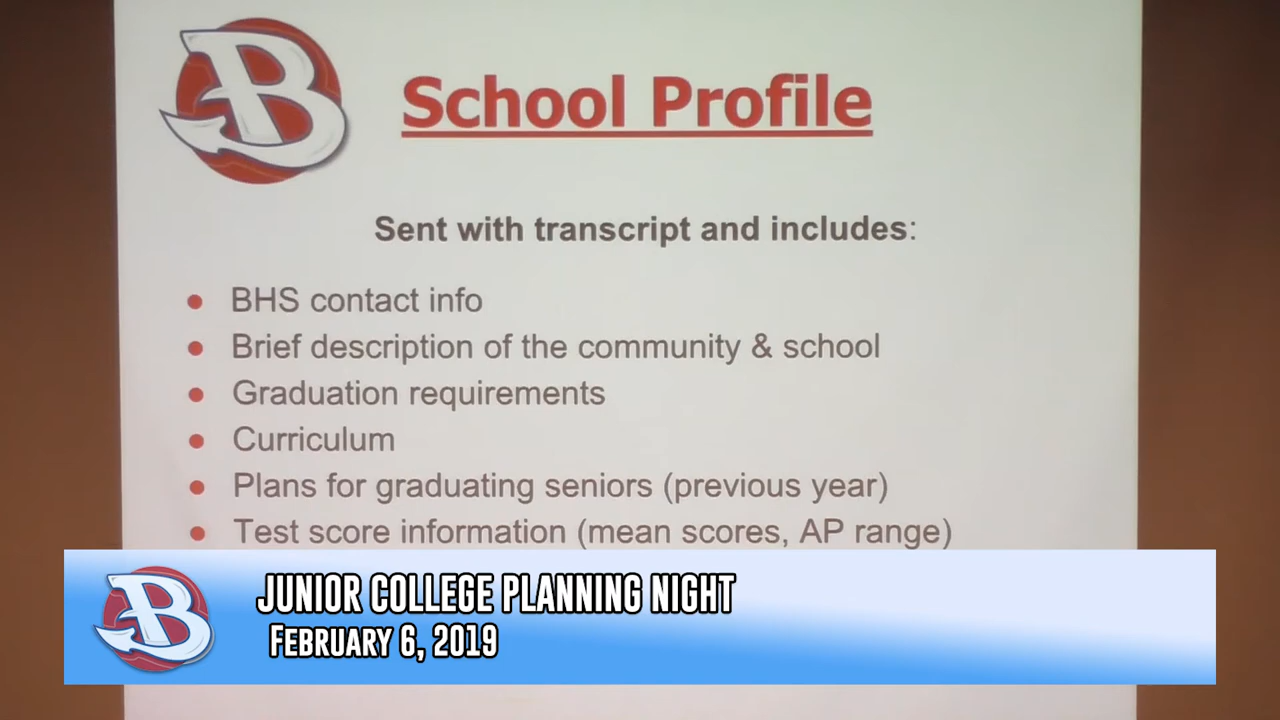 B
School Profile
Sent with transcript and includes:
● BHS contact info
● Brief description of the community & school
● Graduation requirements
● Curriculum
● Plans for graduating seniors (previous year)
● Test score information (mean scores, AP range)
B
JUNIOR COLLEGE PLANNING NIGHT
FEBRUARY 6, 2019